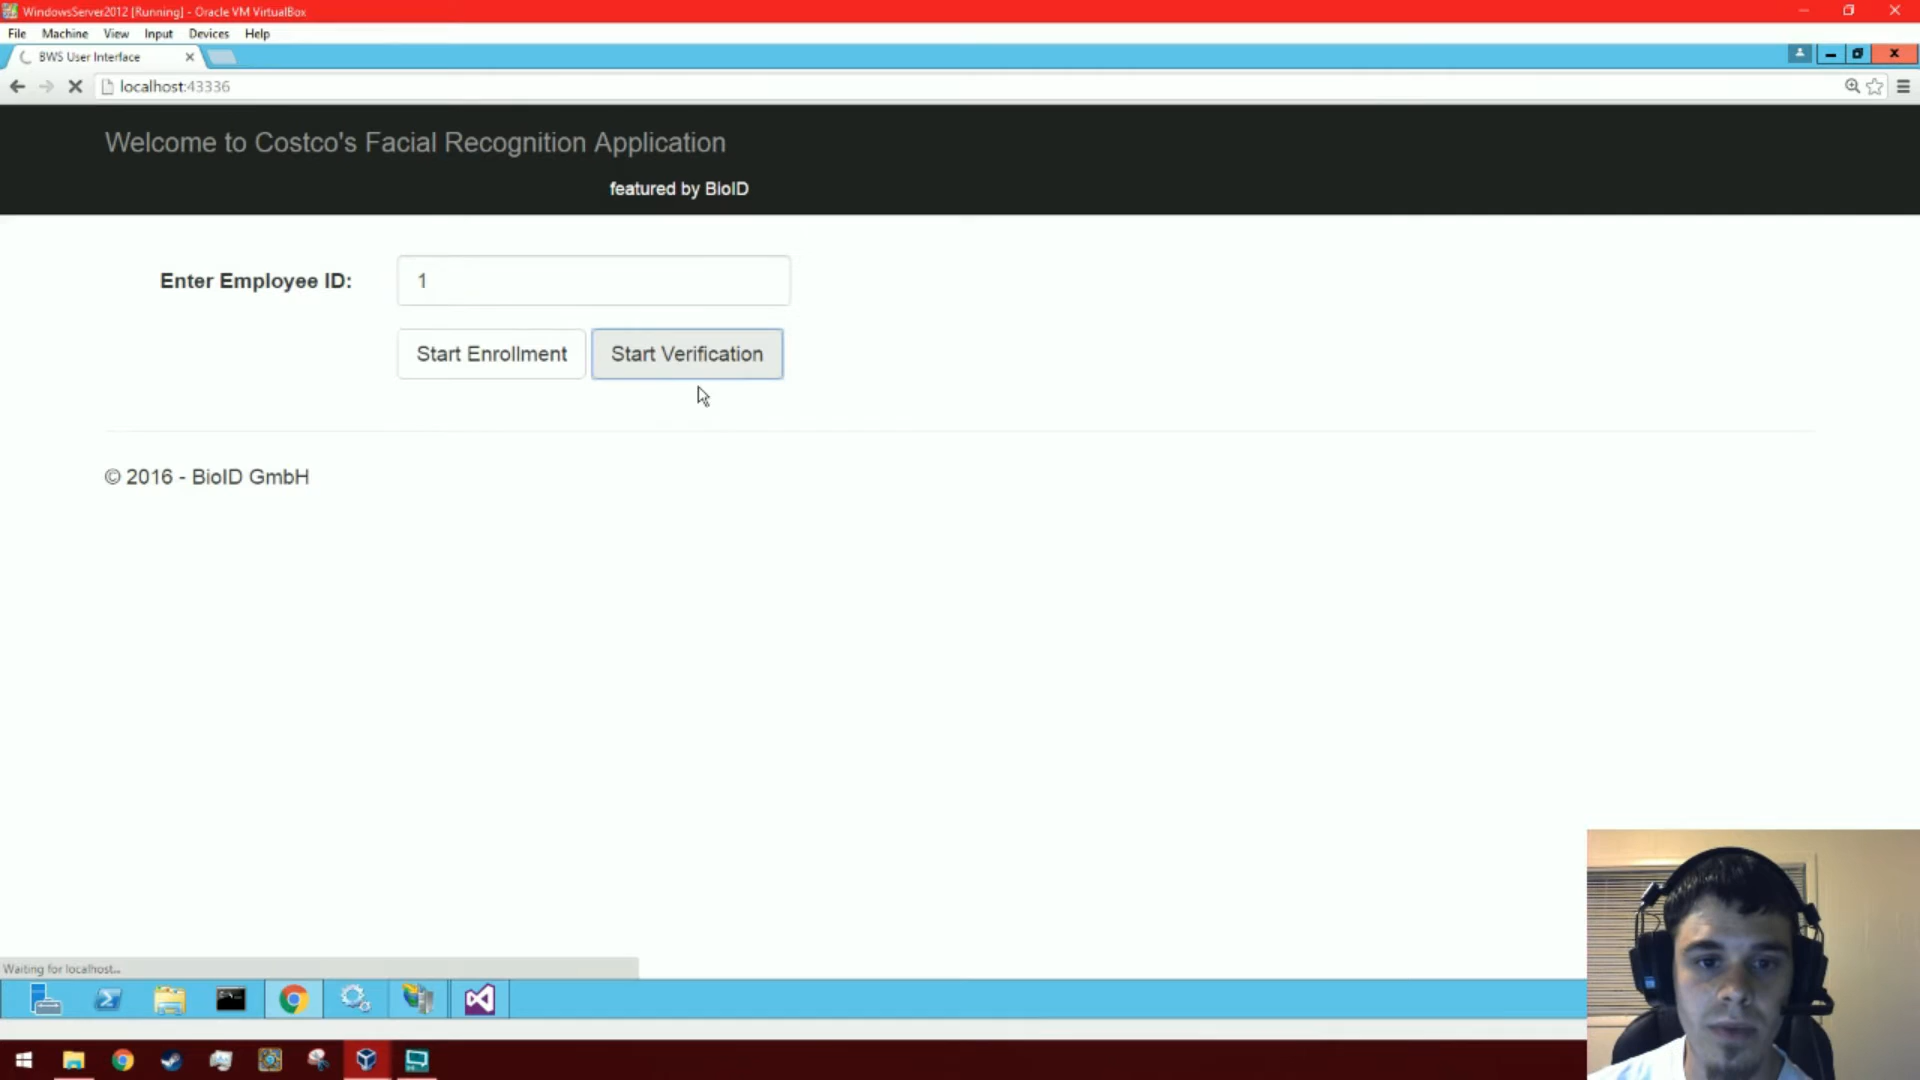 WindowsServer2012 [Running] - Oracle VM VirtualBox
File Machine View Input Devices Help
BWS User Interface
localhost:43336
Welcome to Costco's Facial Recognition Application
featured by BioID
Enter Employee ID: 1
Start Enrollment Start Verification
© 2016 - BioID GmbH
Waiting for localhost...